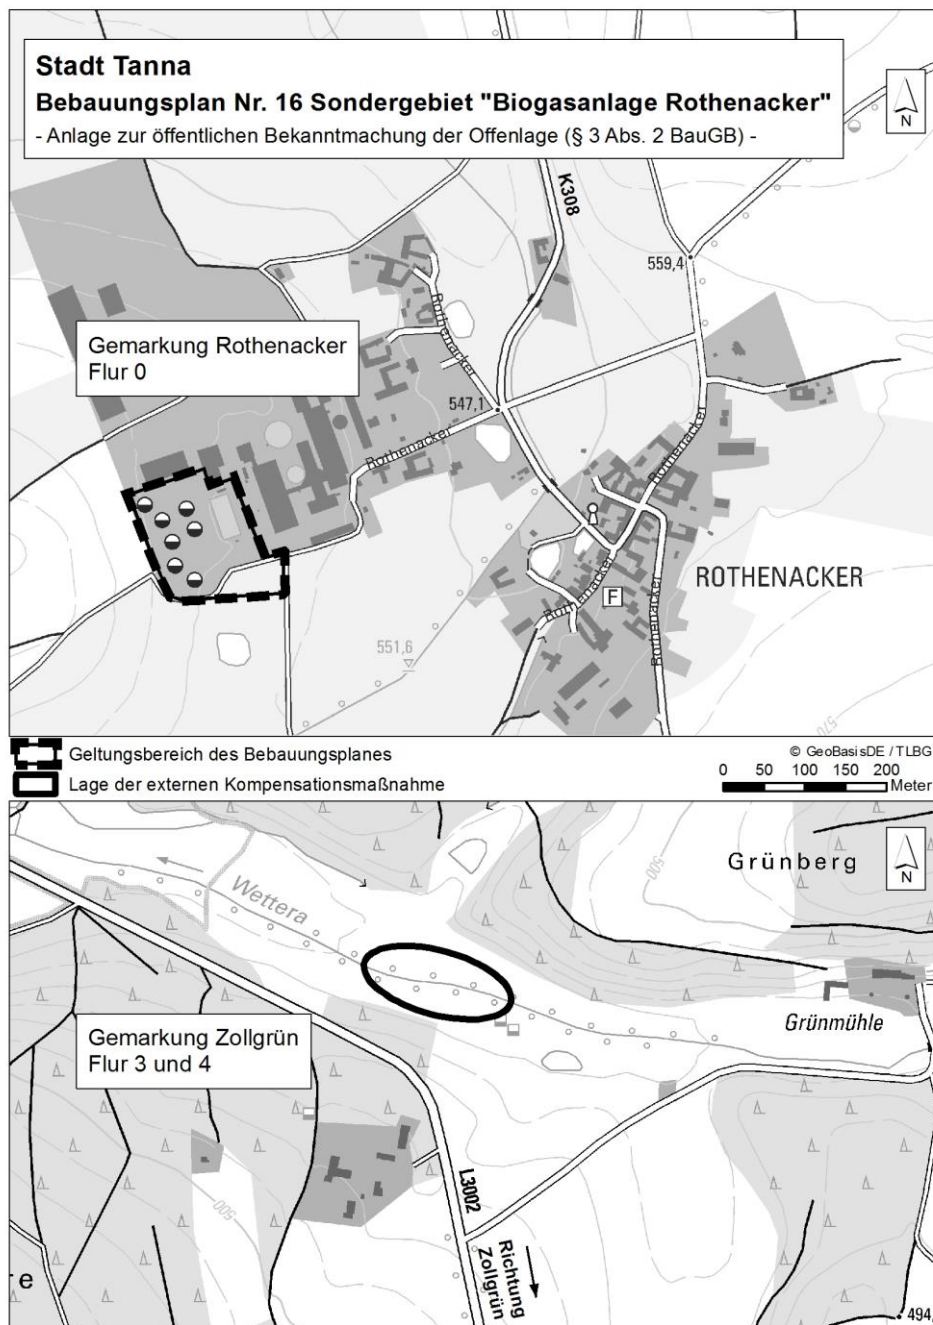 Stadt Tanna
Bebauungsplan Nr. 16 Sondergebiet "Biogasanlage Rothenacker"
- Anlage zur öffentlichen Bekanntmachung der Offenlage (§ 3 Abs. 2 BauGB) -
N
K308
559,4
Rothenacker
Gemarkung Rothenacker
Flur 0
547,1
Rothenacker
Rothenacker
ROTHENACKER
Rothenacker
F
Rothenacker
551,6
570
Geltungsbereich des Bebauungsplanes
Lage der externen Kompensationsmaßnahme
© GeoBasisDE / TLBG
0 50 100 150 200
Meter
N
Grünberg
500
Wettera
Grünmühle
Gemarkung Zollgrün
Flur 3 und 4
L3002
500
Richtung
Zollgrün
e
494,